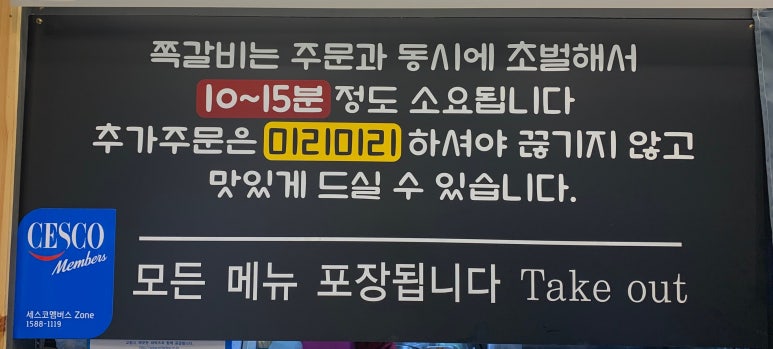 쪽갈비는 주문과 동시에 초벌해서
10~15분 정도 소요됩니다
추가주문은 미리미리 하셔야 끊기지 않고
맛있게 드실 수 있습니다.
모든 메뉴 포장됩니다 Take out
CESCO
Members
세스코멤버스 Zone
1588-1119